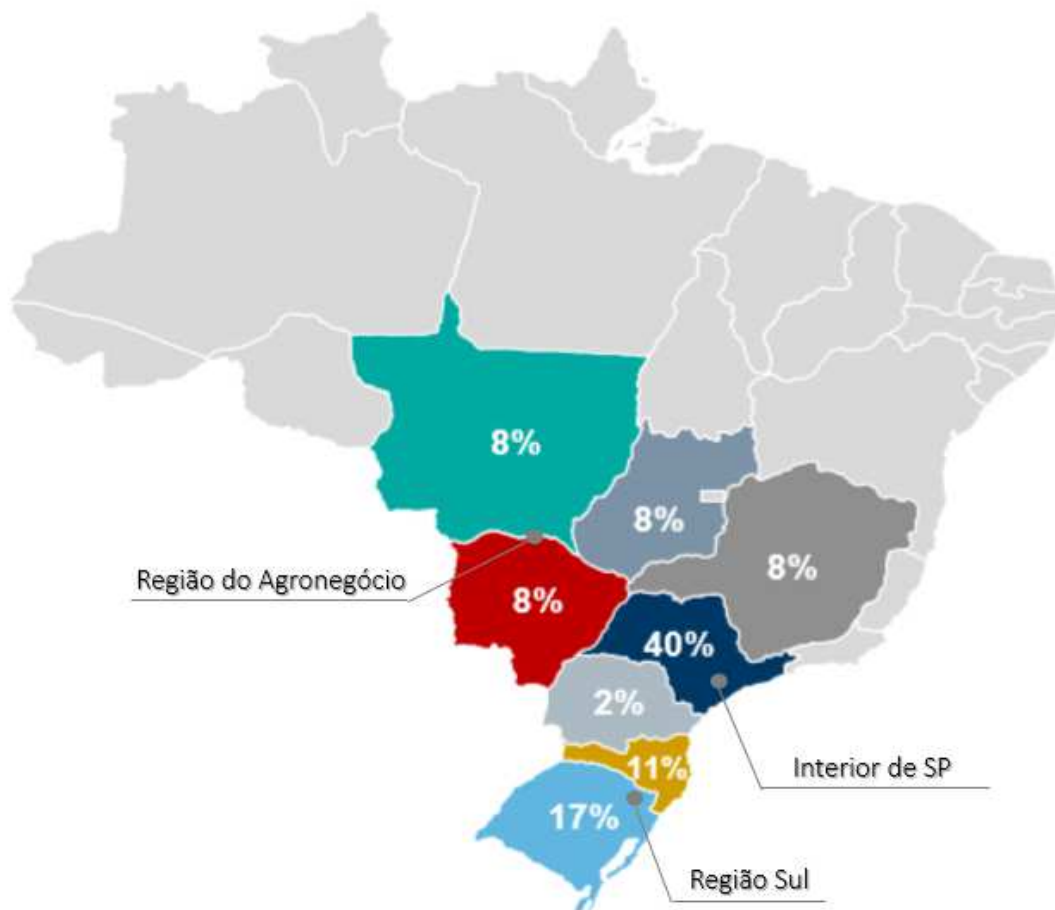 8%
8%
8%
Região do Agronegócio
8%
40%
2%
11%
Interior de SP
17%
Região Sul